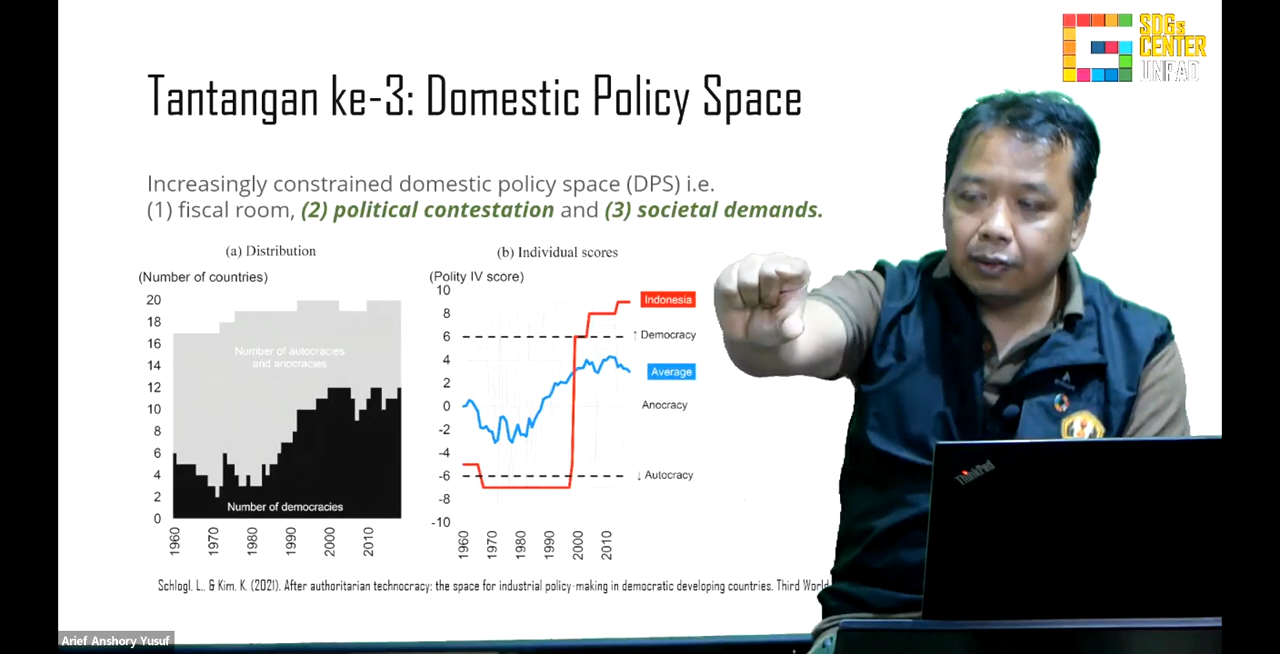 SDGs
CENTER
UNPAD
Tantangan ke-3: Domestic Policy Space
Increasingly constrained domestic policy space (DPS) i.e.
(1) fiscal room, (2) political contestation and (3) societal demands.
(a) Distribution
(Number of countries)
20
18
16
14
12
10
8
6
4
2
0
Number of autocracies
and anocracies
Number of democracies
1960
1970
1980
1990
2000
2010
(b) Individual scores
(Polity IV score)
10
8
6
4
2
0
-2
-4
-6
-8
-10
Indonesia
↑ Democracy
Average
Anocracy
↓ Autocracy
1960
1970
1980
1990
2000
2010
ThinkPad
Schlogl, L., & Kim, K. (2021). After authoritarian technocracy: the space for industrial policy-making in democratic developing countries. Third World
Arief Anshory Yusuf